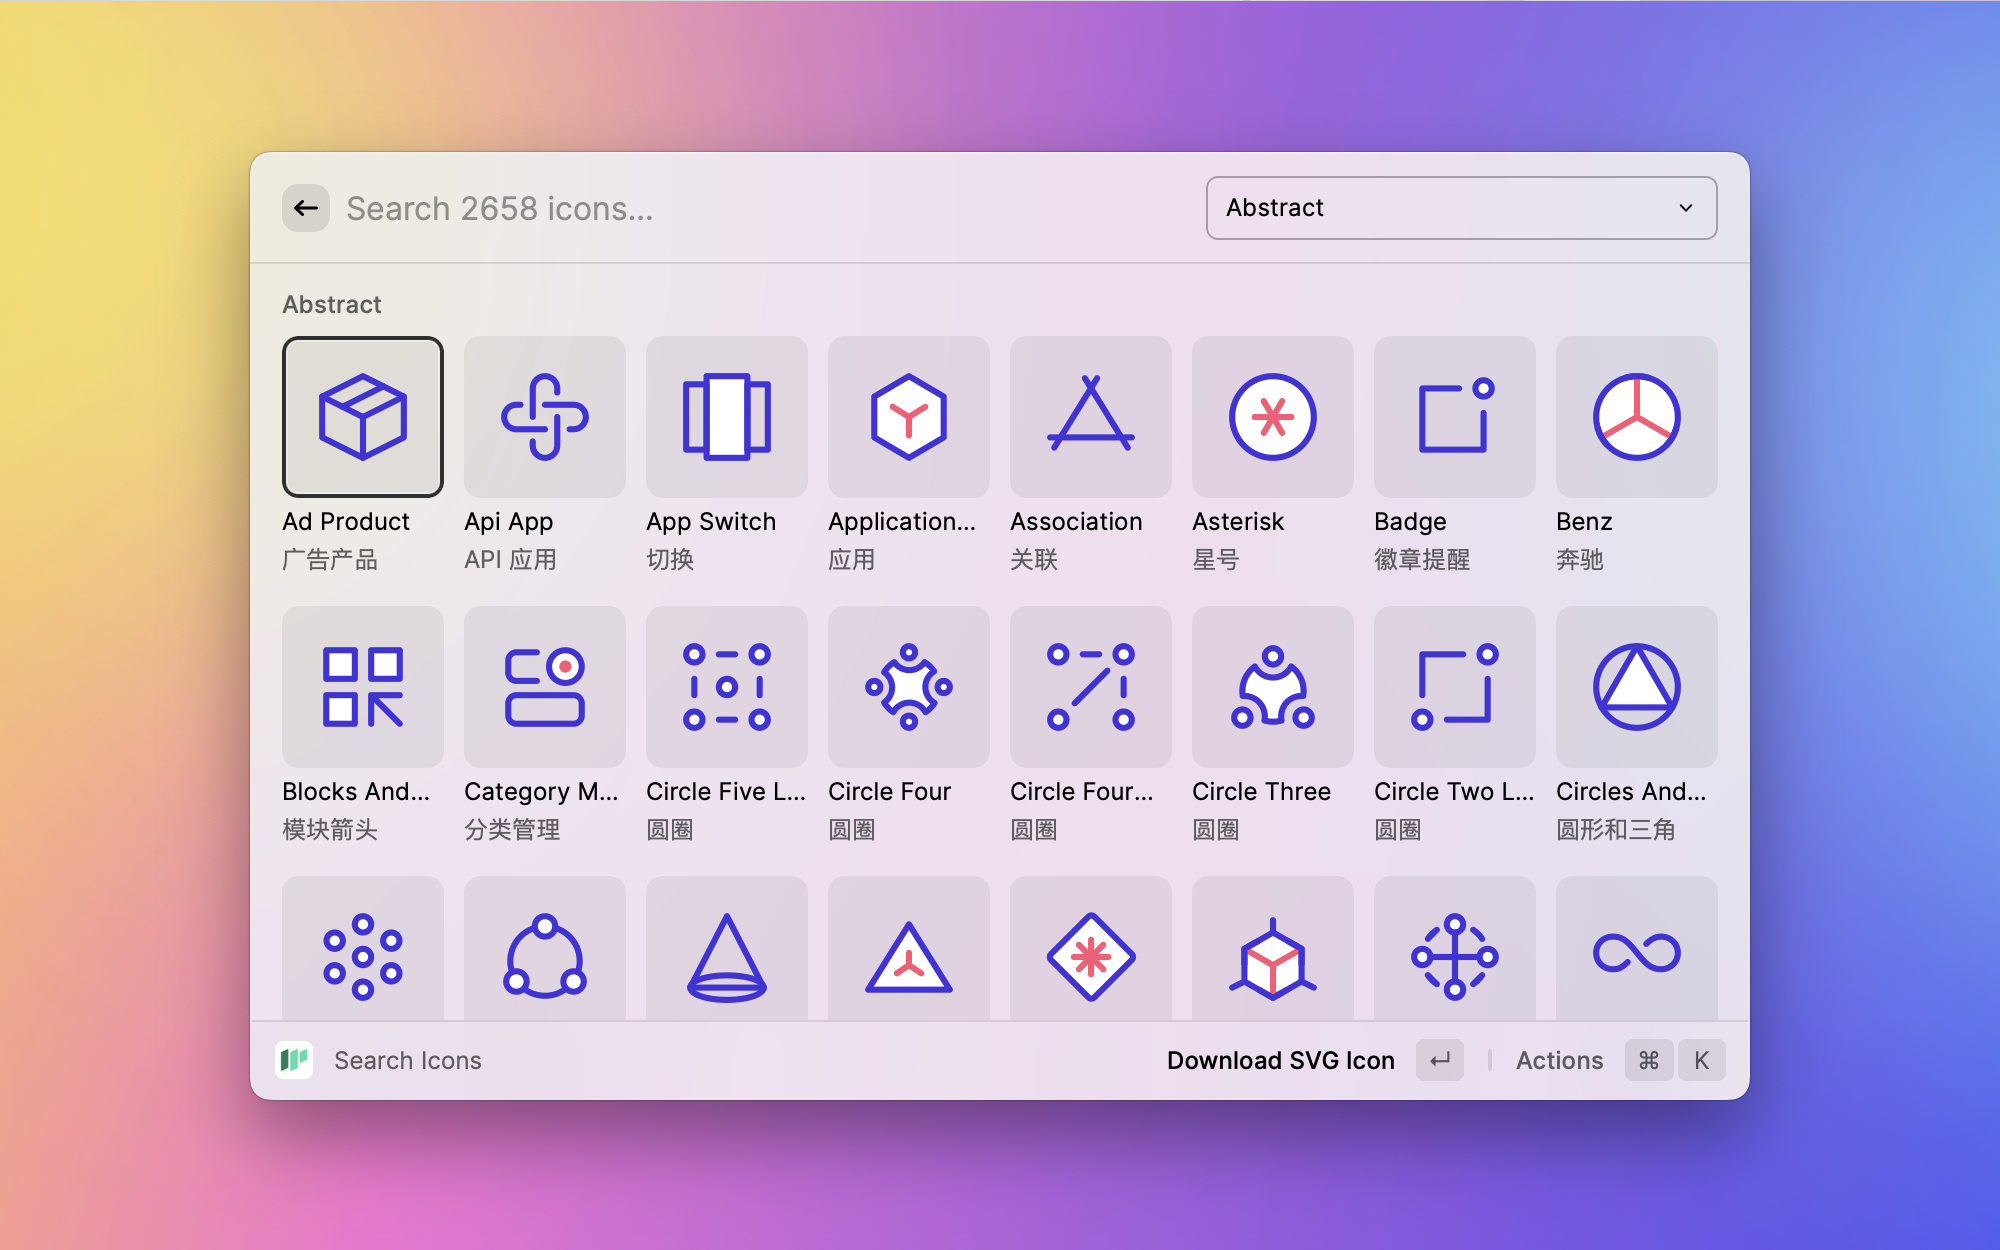 Search 2658 icons...
Abstract
Abstract
Ad Product
广告产品
Api App
API 应用
App Switch
切换
Application...
应用
Association
关联
Asterisk
星号
Badge
徽章提醒
Benz
奔驰
Blocks And...
模块箭头
Category M...
分类管理
Circle Five L...
圆圈
Circle Four
圆圈
Circle Four...
圆圈
Circle Three
圆圈
Circle Two L...
圆圈
Circles And...
圆形和三角
Search Icons
Download SVG Icon
Actions
⌘ K